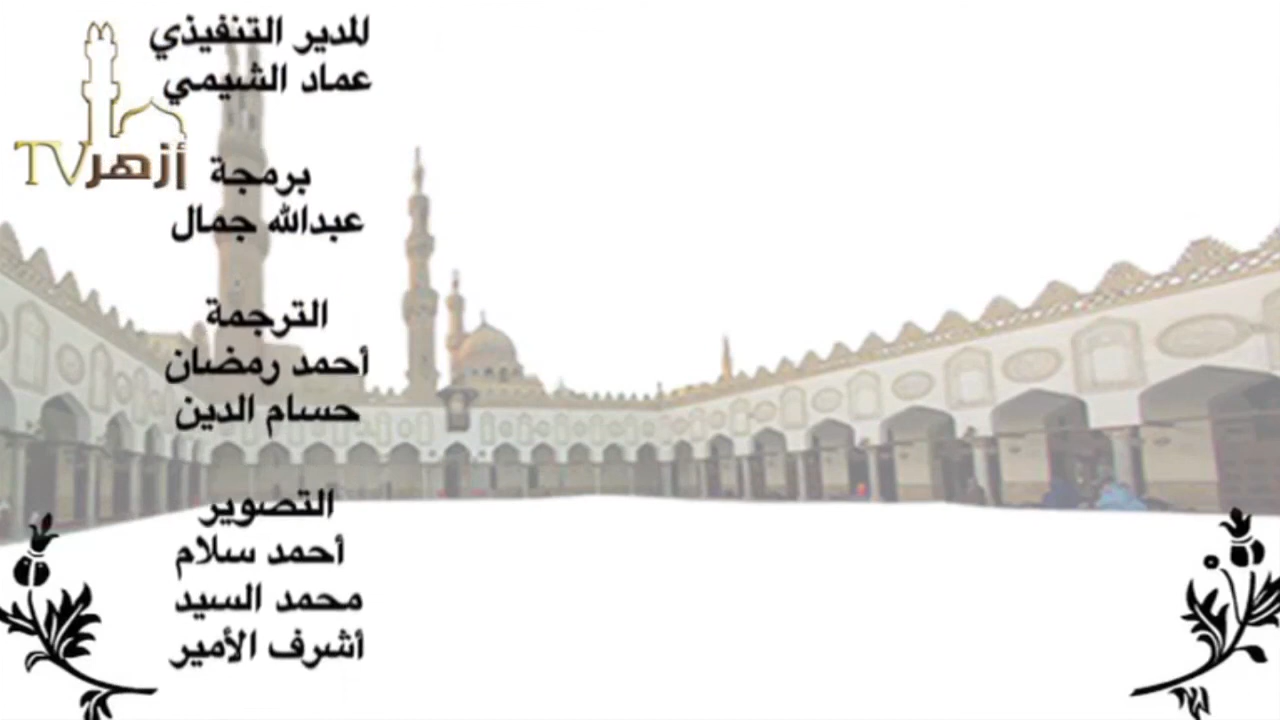 المدير التنفيذي
عماد الشيمي
أزهر TV
برمجة
عبدالله جمال
الترجمة
أحمد رمضان
حسام الدين
التصوير
أحمد سلام
محمد السيد
أشرف الأمير